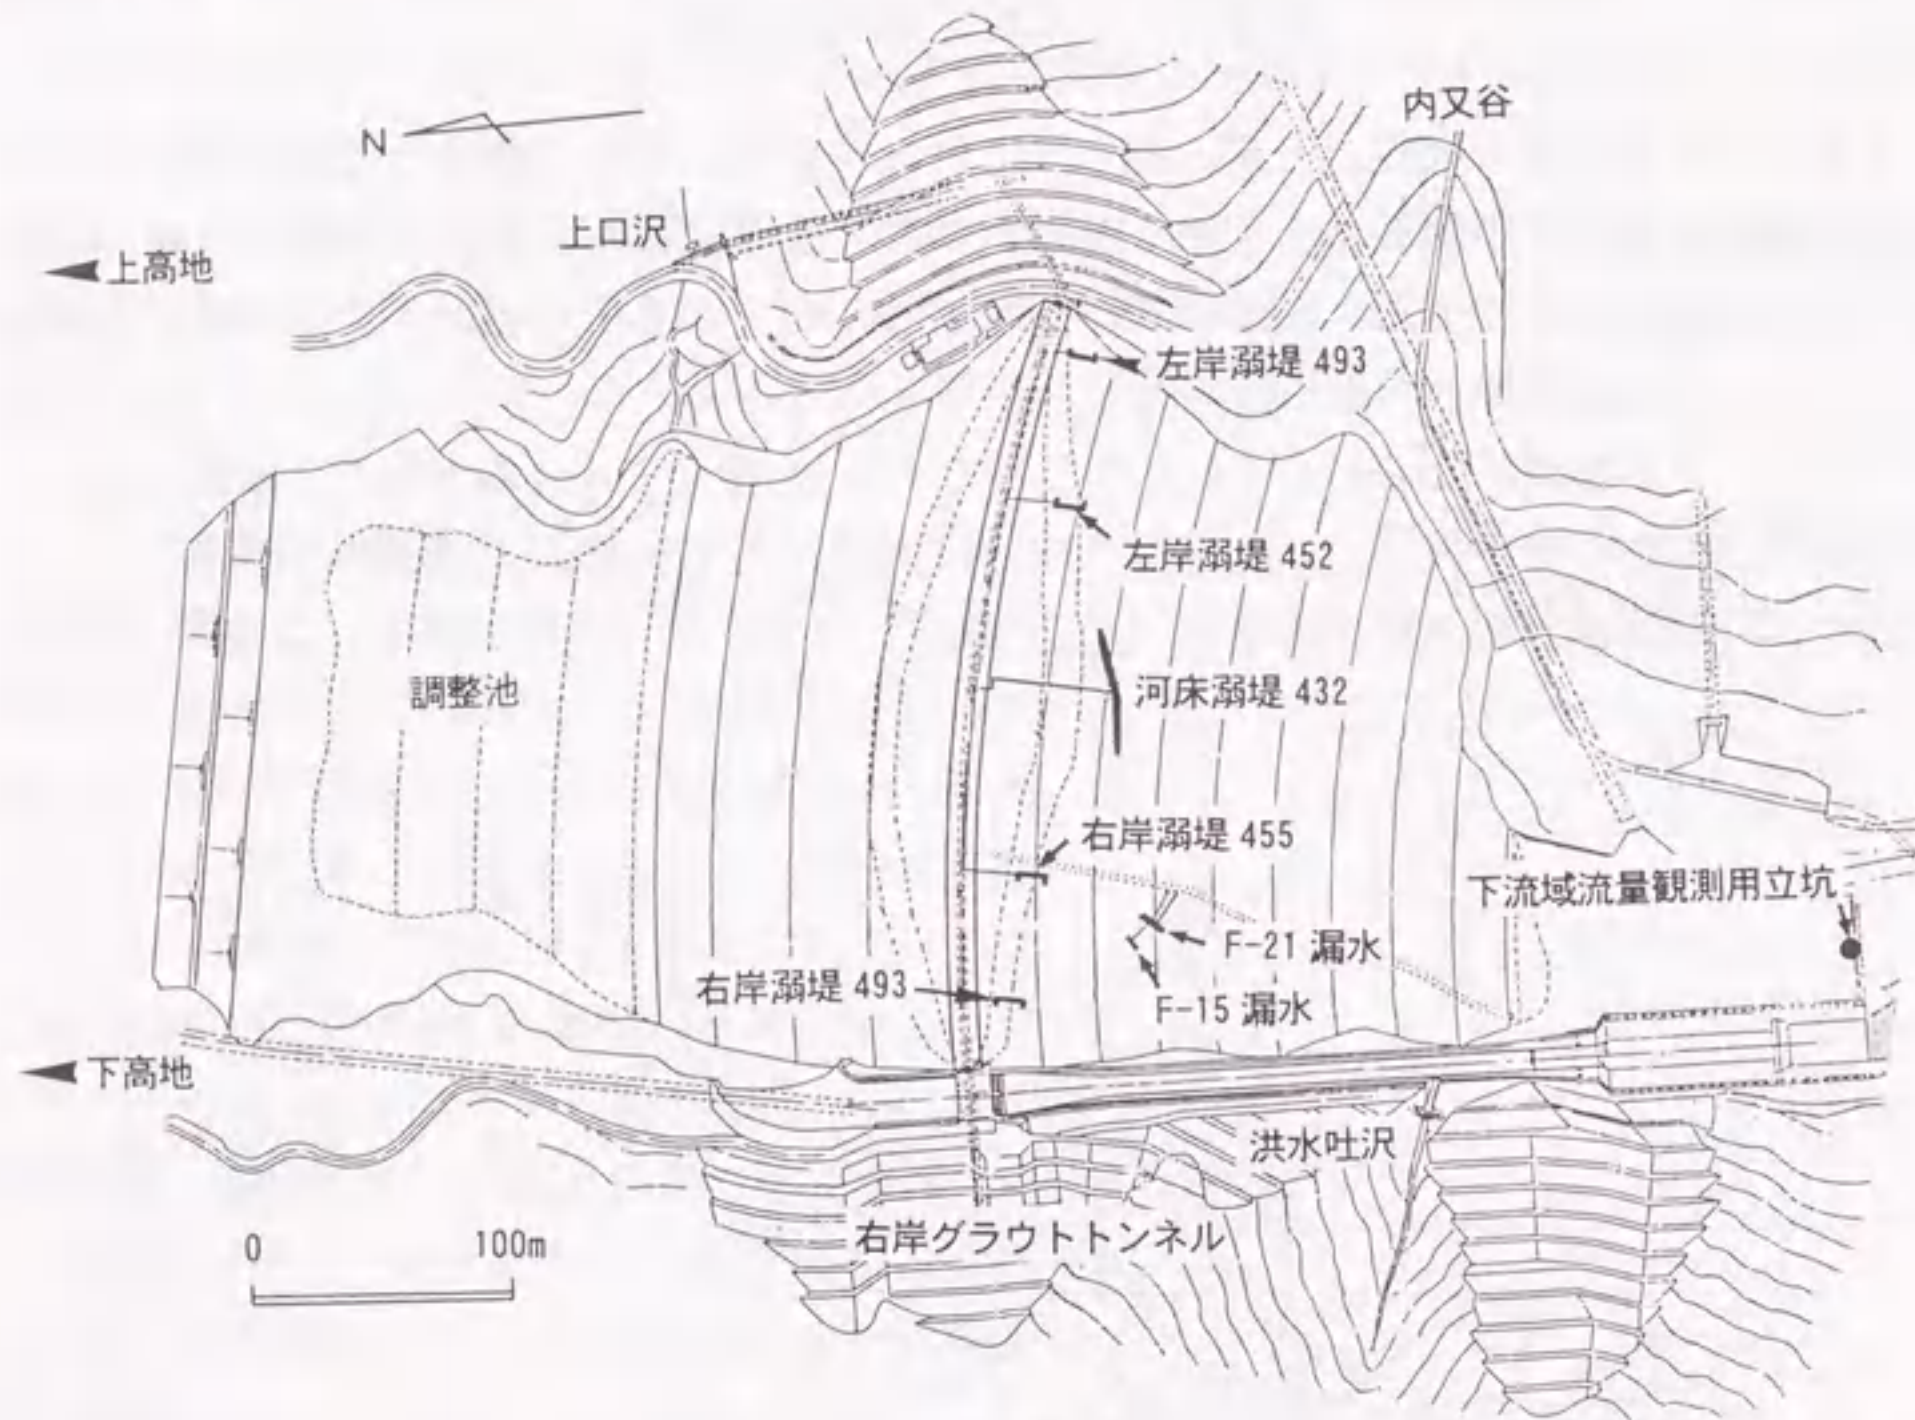 内又谷
N
上口沢
上高地
左岸溺堤 493
左岸溺堤 452
調整池
河床溺堤 432
右岸溺堤 455
下流域流量観測用立坑
F-21 漏水
右岸溺堤 493
F-15 漏水
下高地
洪水吐沢
右岸グラウトトンネル
0 100m